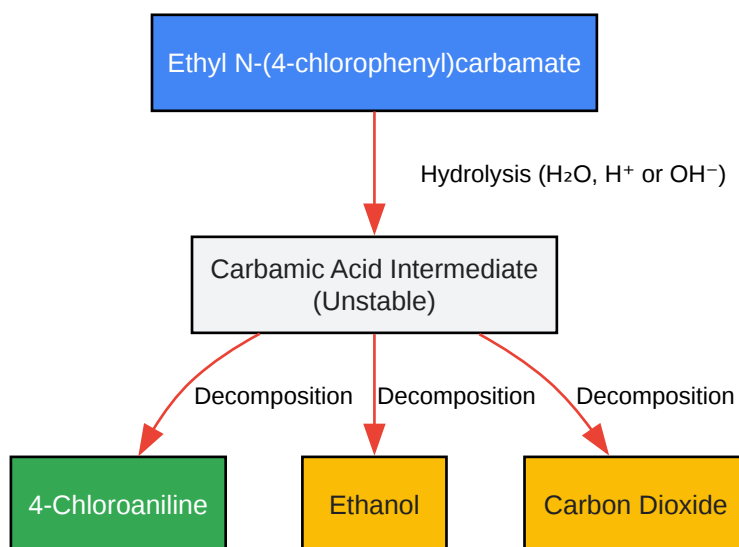 Ethyl N-(4-chlorophenyl)carbamate
Hydrolysis (H₂O, H⁺ or OH⁻)
Carbamic Acid Intermediate
(Unstable)
Decomposition
Decomposition
Decomposition
4-Chloroaniline
Ethanol
Carbon Dioxide